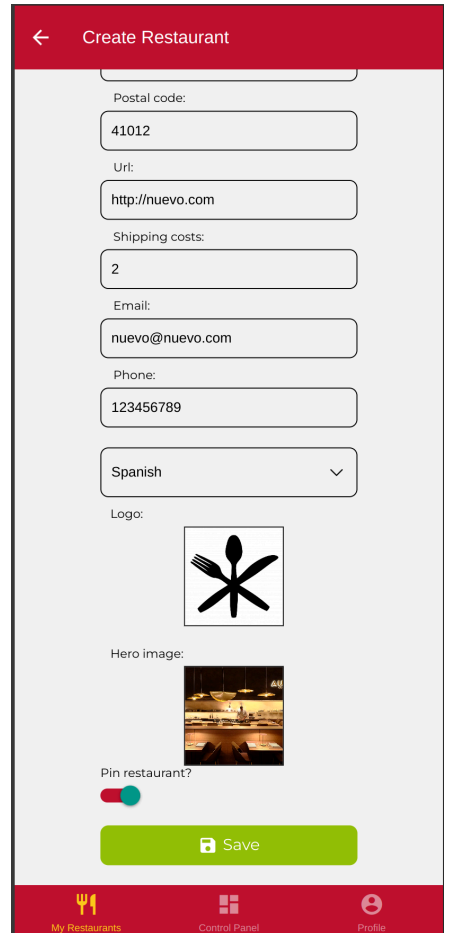 Create Restaurant
Postal code:
41012
Url:
http://nuevo.com
Shipping costs:
2
Email:
nuevo@nuevo.com
Phone:
123456789
Spanish
Logo:
Hero image:
Pin restaurant?
Save
My Restaurants
Control Panel
Profile